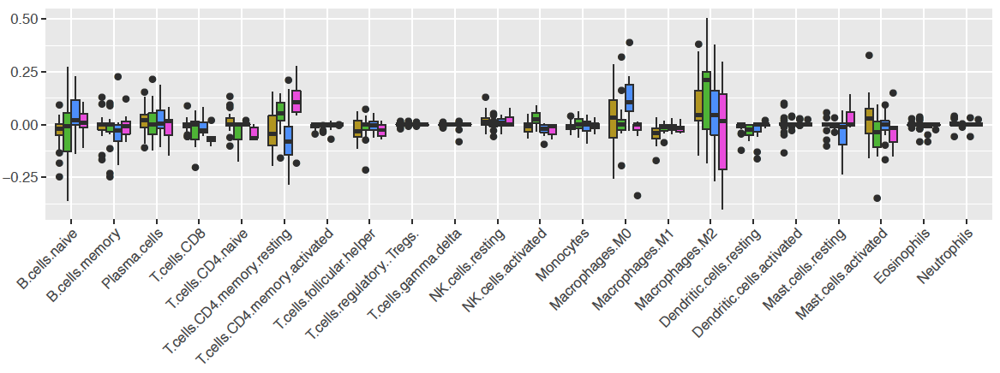 0.50
0.25
0.00
−0.25
B.cells.naive
B.cells.memory
Plasma.cells
T.cells.CD8
T.cells.CD4.naive
T.cells.CD4.memory.resting
T.cells.CD4.memory.activated
T.cells.follicular.helper
T.cells.regulatory..Tregs.
T.cells.gamma.delta
NK.cells.resting
NK.cells.activated
Monocytes
Macrophages.M0
Macrophages.M1
Macrophages.M2
Dendritic.cells.resting
Dendritic.cells.activated
Mast.cells.resting
Mast.cells.activated
Eosinophils
Neutrophils